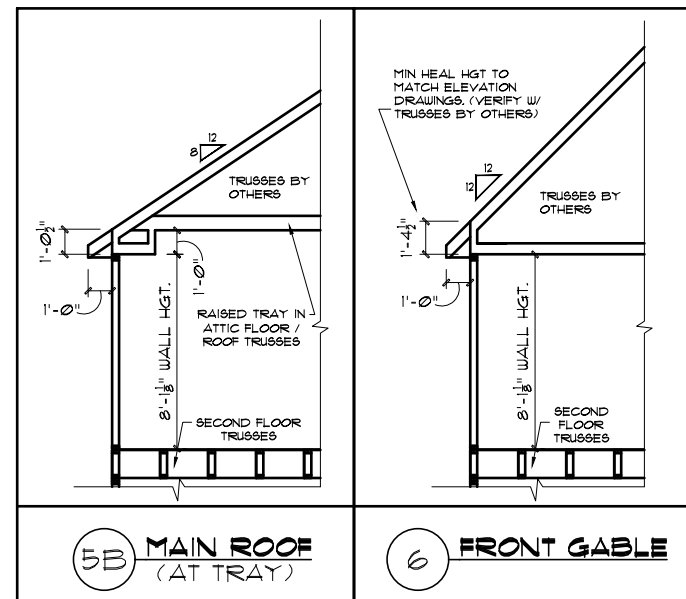 12
8
TRUSSES BY
OTHERS
1'-0½"
1'-0"
1'-0"
RAISED TRAY IN
ATTIC FLOOR /
ROOF TRUSSES
8'-1⅛" WALL HGT.
SECOND FLOOR
TRUSSES
5B
MAIN ROOF
(AT TRAY)
MIN HEAL HGT TO
MATCH ELEVATION
DRAWINGS. (VERIFY W/
TRUSSES BY OTHERS)
12
12
TRUSSES BY
OTHERS
1'-4½"
1'-0"
8'-1⅛" WALL HGT.
SECOND
FLOOR
TRUSSES
6
FRONT GABLE